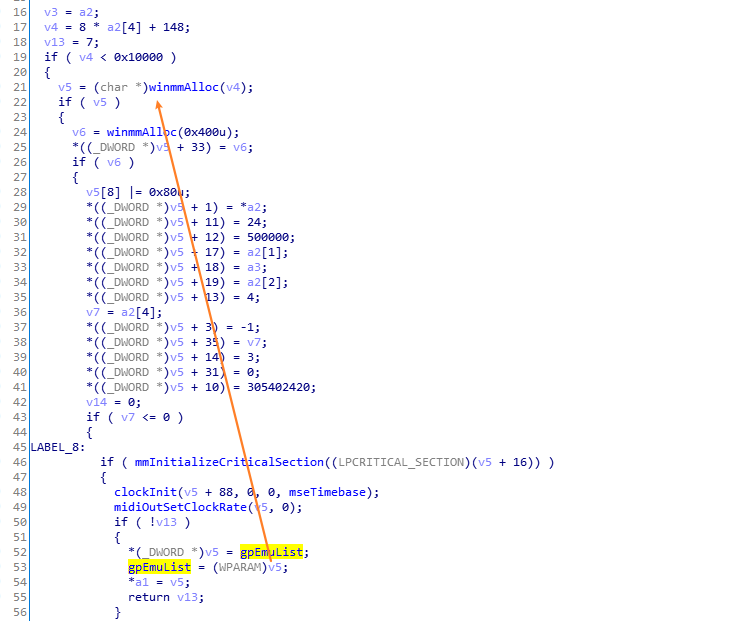 16 v3 = a2;
17 v4 = 8 * a2[4] + 148;
18 v13 = 7;
19 if ( v4 < 0x10000 )
20 {
21 v5 = (char *)winmmAlloc(v4);
22 if ( v5 )
23 {
24 v6 = winmmAlloc(0x400u);
25 *((_DWORD *)v5 + 33) = v6;
26 if ( v6 )
27 {
28 v5[8] |= 0x80u;
29 *((_DWORD *)v5 + 1) = *a2;
30 *((_DWORD *)v5 + 11) = 24;
31 *((_DWORD *)v5 + 12) = 500000;
32 *((_DWORD *)v5 + 17) = a2[1];
33 *((_DWORD *)v5 + 18) = a3;
34 *((_DWORD *)v5 + 19) = a2[2];
35 *((_DWORD *)v5 + 13) = 4;
36 v7 = a2[4];
37 *((_DWORD *)v5 + 3) = -1;
38 *((_DWORD *)v5 + 35) = v7;
39 *((_DWORD *)v5 + 14) = 3;
40 *((_DWORD *)v5 + 31) = 0;
41 *((_DWORD *)v5 + 10) = 305402420;
42 v14 = 0;
43 if ( v7 <= 0 )
44 {
45 LABEL_8:
46 if ( mmInitializeCriticalSection((LPCRITICAL_SECTION)(v5 + 16)) )
47 {
48 clockInit(v5 + 88, 0, 0, mseTimebase);
49 midiOutSetClockRate(v5, 0);
50 if ( !v13 )
51 {
52 *(_DWORD *)v5 = gpEmuList;
53 gpEmuList = (WPARAM)v5;
54 *a1 = v5;
55 return v13;
56 }